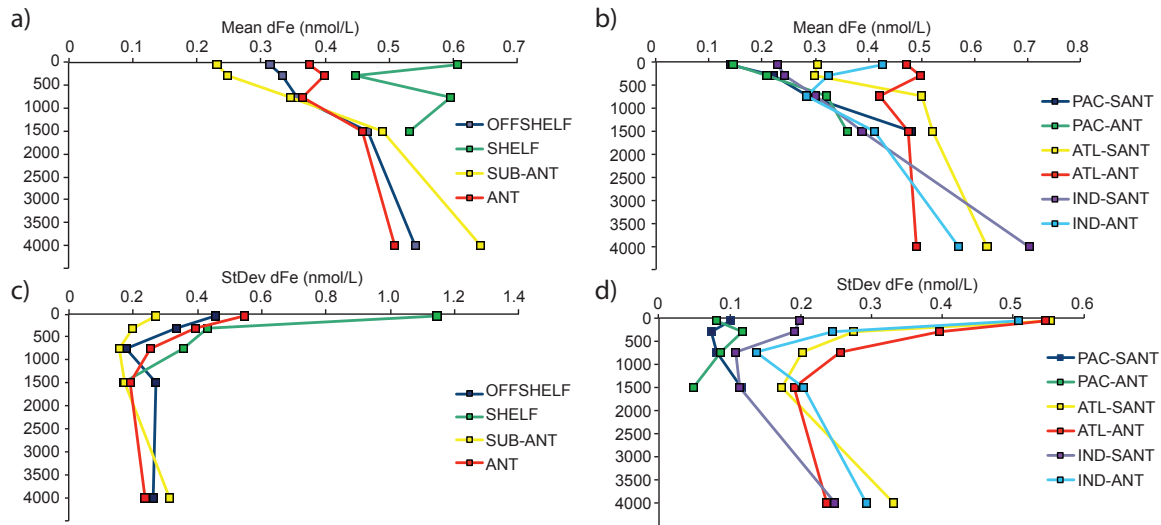 a)
Mean dFe (nmol/L)
0 0.1 0.2 0.3 0.4 0.5 0.6 0.7
0
500
1000
1500
2000
2500
3000
3500
4000
OFFSHELF
SHELF
SUB-ANT
ANT
b)
Mean dFe (nmol/L)
0 0.1 0.2 0.3 0.4 0.5 0.6 0.7 0.8
0
500
1000
1500
2000
2500
3000
3500
4000
PAC-SANT
PAC-ANT
ATL-SANT
ATL-ANT
IND-SANT
IND-ANT
c)
StDev dFe (nmol/L)
0 0.2 0.4 0.6 0.8 1.0 1.2 1.4
0
500
1000
1500
2000
2500
3000
3500
4000
OFFSHELF
SHELF
SUB-ANT
ANT
d)
StDev dFe (nmol/L)
0 0.1 0.2 0.3 0.4 0.5 0.6
0
500
1000
1500
2000
2500
3000
3500
4000
PAC-SANT
PAC-ANT
ATL-SANT
ATL-ANT
IND-SANT
IND-ANT